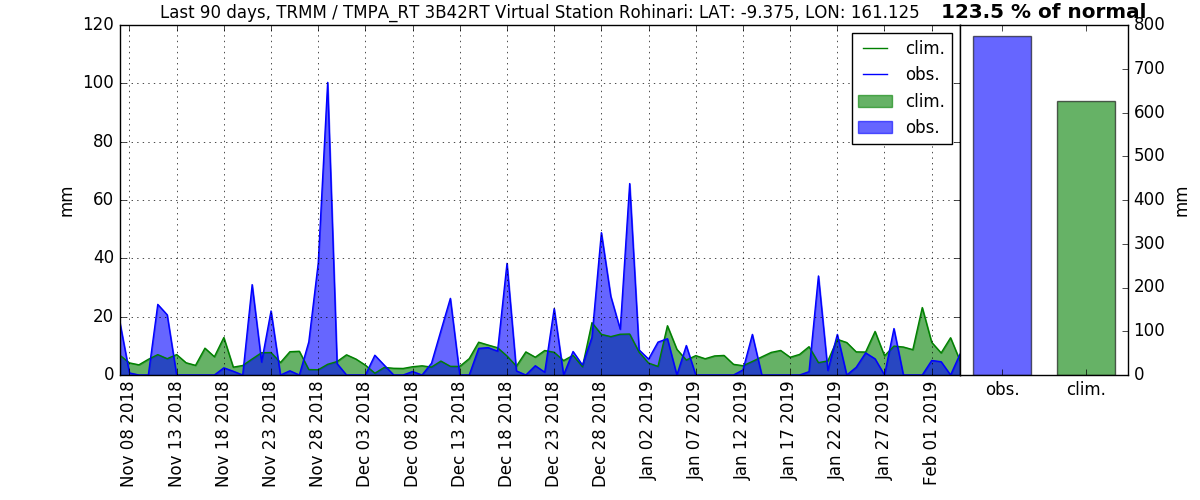 Last 90 days, TRMM / TMPA_RT 3B42RT Virtual Station Rohinari: LAT: -9.375, LON: 161.125
123.5 % of normal
120
100
80
60
40
20
0
mm
clim.
obs.
clim.
obs.
800
700
600
500
400
300
200
100
0
mm
Nov 08 2018
Nov 13 2018
Nov 18 2018
Nov 23 2018
Nov 28 2018
Dec 03 2018
Dec 08 2018
Dec 13 2018
Dec 18 2018
Dec 23 2018
Dec 28 2018
Jan 02 2019
Jan 07 2019
Jan 12 2019
Jan 17 2019
Jan 22 2019
Jan 27 2019
Feb 01 2019
obs.
clim.